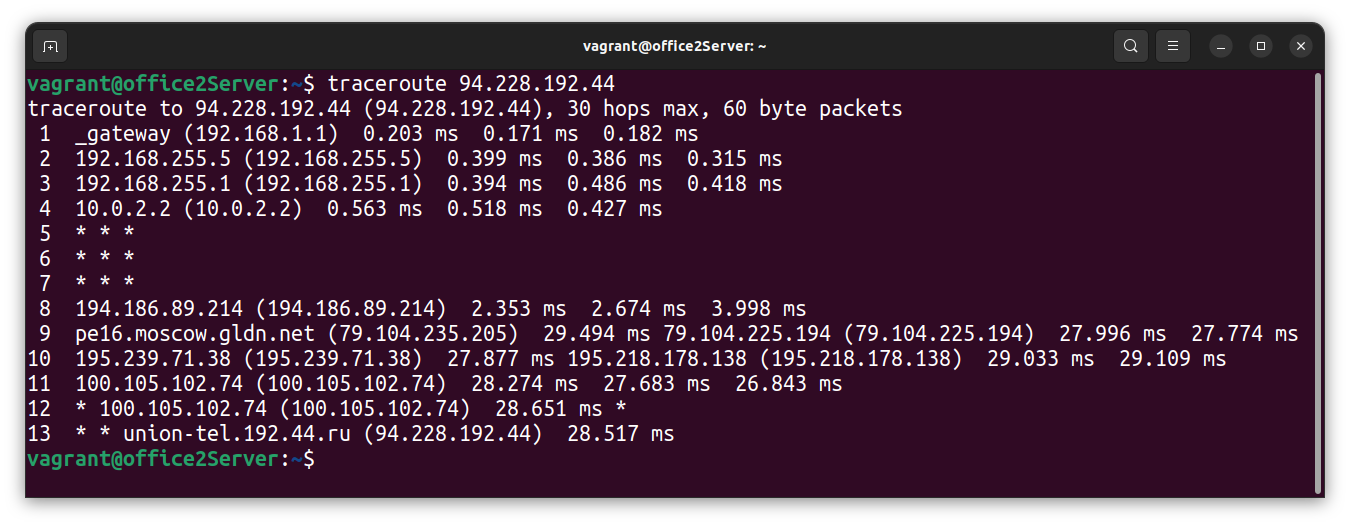 vagrant@office2Server: ~
vagrant@office2Server:~$ traceroute 94.228.192.44
traceroute to 94.228.192.44 (94.228.192.44), 30 hops max, 60 byte packets
 1  _gateway (192.168.1.1)  0.203 ms  0.171 ms  0.182 ms
 2  192.168.255.5 (192.168.255.5)  0.399 ms  0.386 ms  0.315 ms
 3  192.168.255.1 (192.168.255.1)  0.394 ms  0.486 ms  0.418 ms
 4  10.0.2.2 (10.0.2.2)  0.563 ms  0.518 ms  0.427 ms
 5  * * *
 6  * * *
 7  * * *
 8  194.186.89.214 (194.186.89.214)  2.353 ms  2.674 ms  3.998 ms
 9  pe16.moscow.gldn.net (79.104.235.205)  29.494 ms 79.104.225.194 (79.104.225.194)  27.996 ms  27.774 ms
10  195.239.71.38 (195.239.71.38)  27.877 ms 195.218.178.138 (195.218.178.138)  29.033 ms  29.109 ms
11  100.105.102.74 (100.105.102.74)  28.274 ms  27.683 ms  26.843 ms
12  * 100.105.102.74 (100.105.102.74)  28.651 ms *
13  * * union-tel.192.44.ru (94.228.192.44)  28.517 ms
vagrant@office2Server:~$